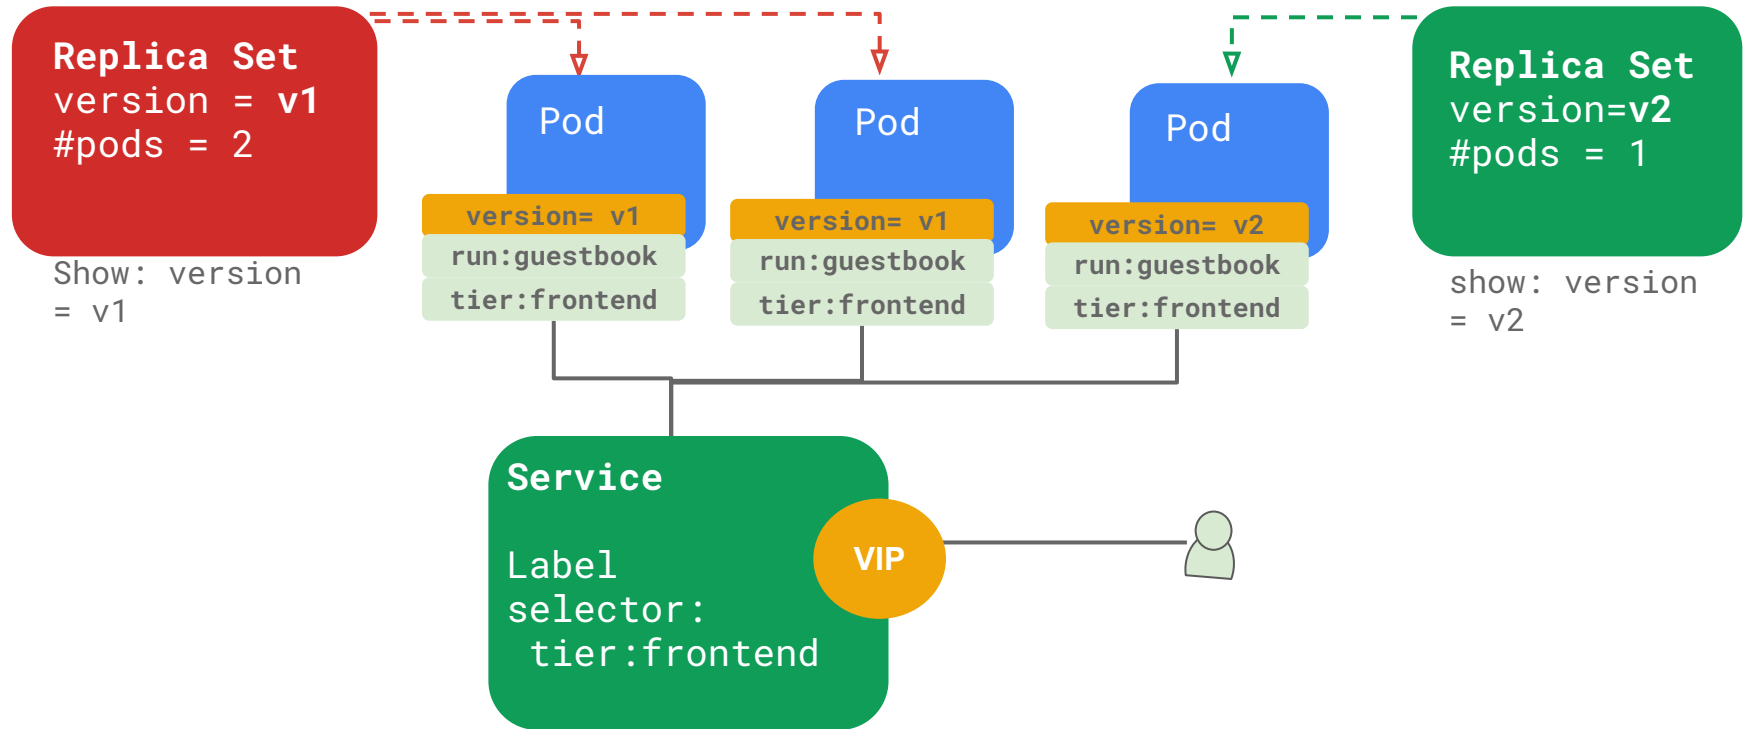 Replica Set
version = v1
#pods = 2
Show: version
= v1
Pod
version= v1
run:guestbook
tier:frontend
Pod
version= v1
run:guestbook
tier:frontend
Pod
version= v2
run:guestbook
tier:frontend
Replica Set
version=v2
#pods = 1
show: version
= v2
Service
Label
selector:
tier:frontend
VIP